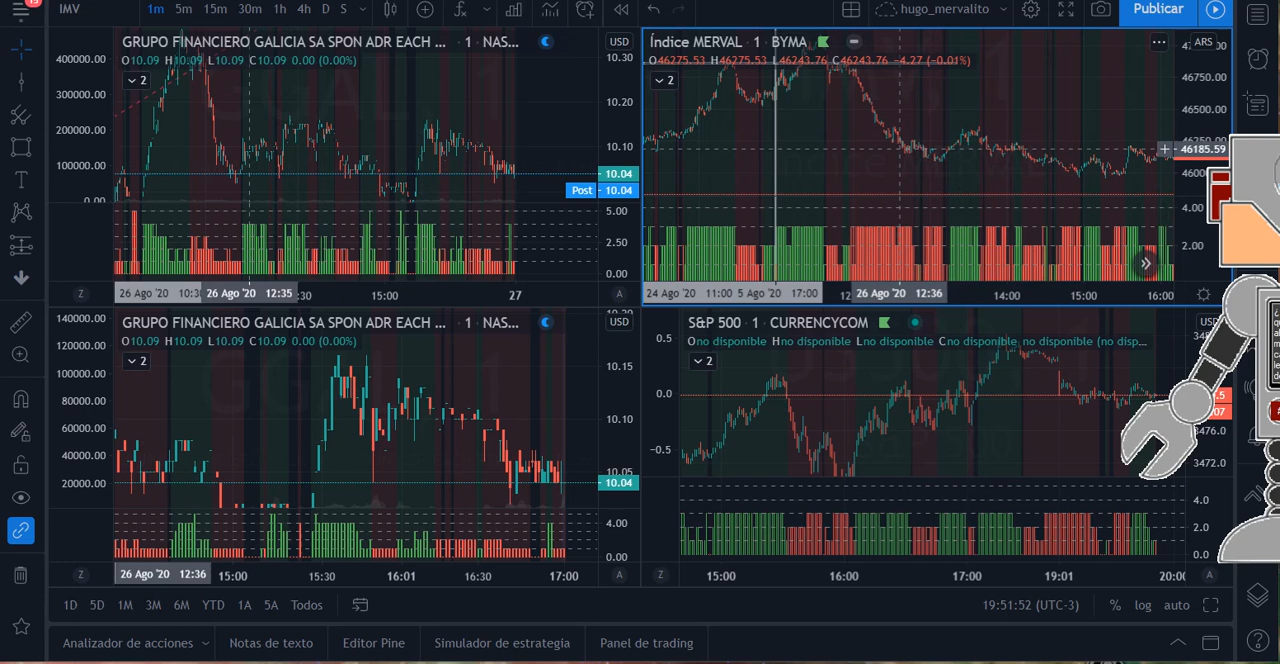 IMV 1m 5m 15m 30m 1h 4h D S hugo_mervalito Publicar
GRUPO FINANCIERO GALICIA SA SPON ADR EACH ... · 1 · NAS... USD
O10.09 H10.09 L10.09 C10.09 0.00 (0.00%)
2
400000.00
300000.00
200000.00
100000.00
0.00
10.30
10.20
10.10
10.04
Post 10.04
5.00
2.50
0.00
Z 26 Ago '20 10:30 26 Ago '20 12:35 :30 15:00 27 A
Índice MERVAL · 1 · BYMA ARS
O46275.53 H46275.53 L46243.76 C46243.76 −4.27 (−0.01%)
2
46750.00
46500.00
46185.59
4.00
2.00
24 Ago '20 11:00 5 Ago '20 17:00 12 26 Ago '20 12:36 14:00 15:00 16:00
GRUPO FINANCIERO GALICIA SA SPON ADR EACH ... · 1 · NAS... USD
O10.09 H10.09 L10.09 C10.09 0.00 (0.00%)
2
140000.00
120000.00
100000.00
80000.00
60000.00
40000.00
20000.00
10.15
10.10
10.05
10.04
4.00
0.00
Z 26 Ago '20 12:36 15:00 15:30 16:01 16:30 17:00 A
S&P 500 · 1 · CURRENCYCOM
Ono disponible Hno disponible Lno disponible Cno disponible no disponible (no disp...
2
0.5
0.0
−0.5
3476.0
3472.0
4.0
2.0
0.0
Z 15:00 16:00 17:00 19:01 20:00 A
1D 5D 1M 3M 6M YTD 1A 5A Todos 19:51:52 (UTC-3) % log auto
Analizador de acciones Notas de texto Editor Pine Simulador de estrategia Panel de trading